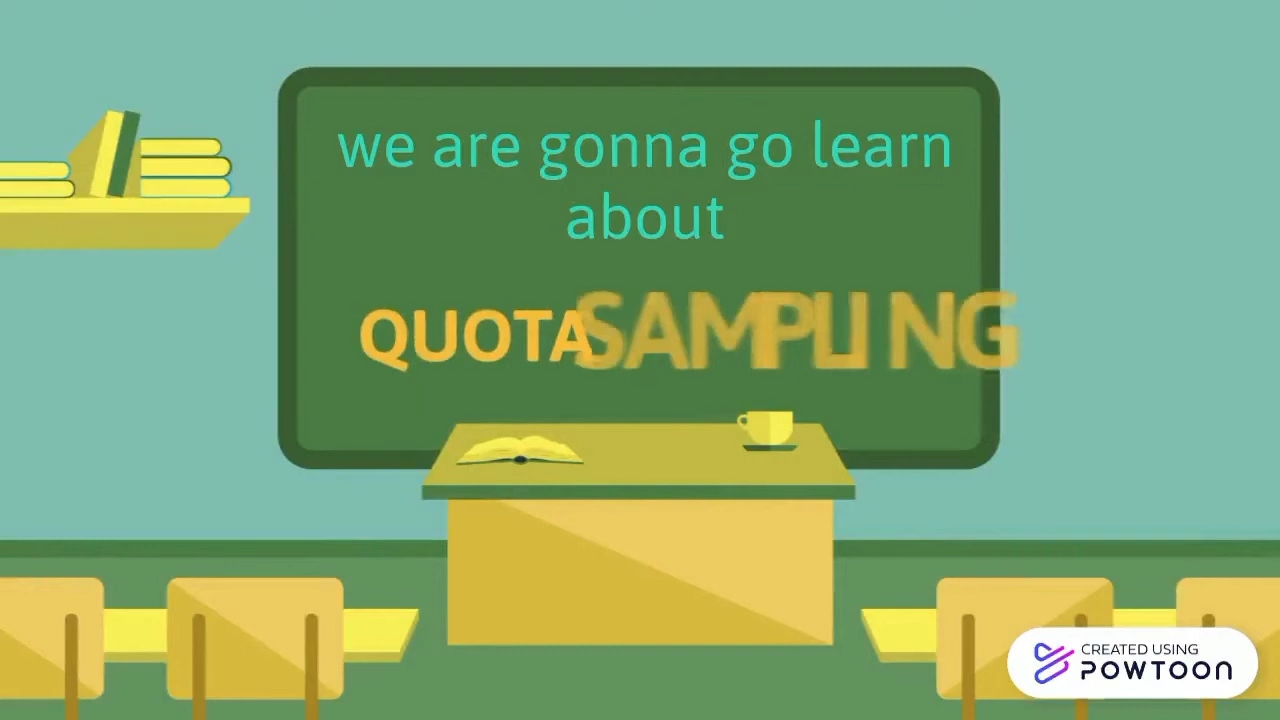 we are gonna go learn
about
QUOTA SAMPLING
CREATED USING
POWTOON